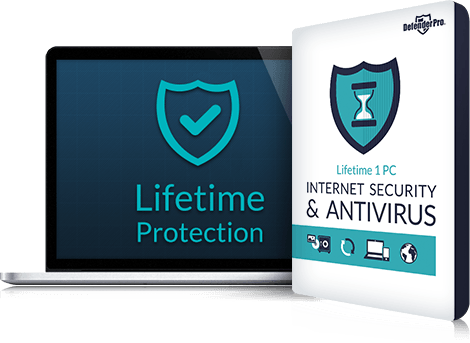 Lifetime
Protection
DefenderPro.
Lifetime 1 PC
INTERNET SECURITY
& ANTIVIRUS